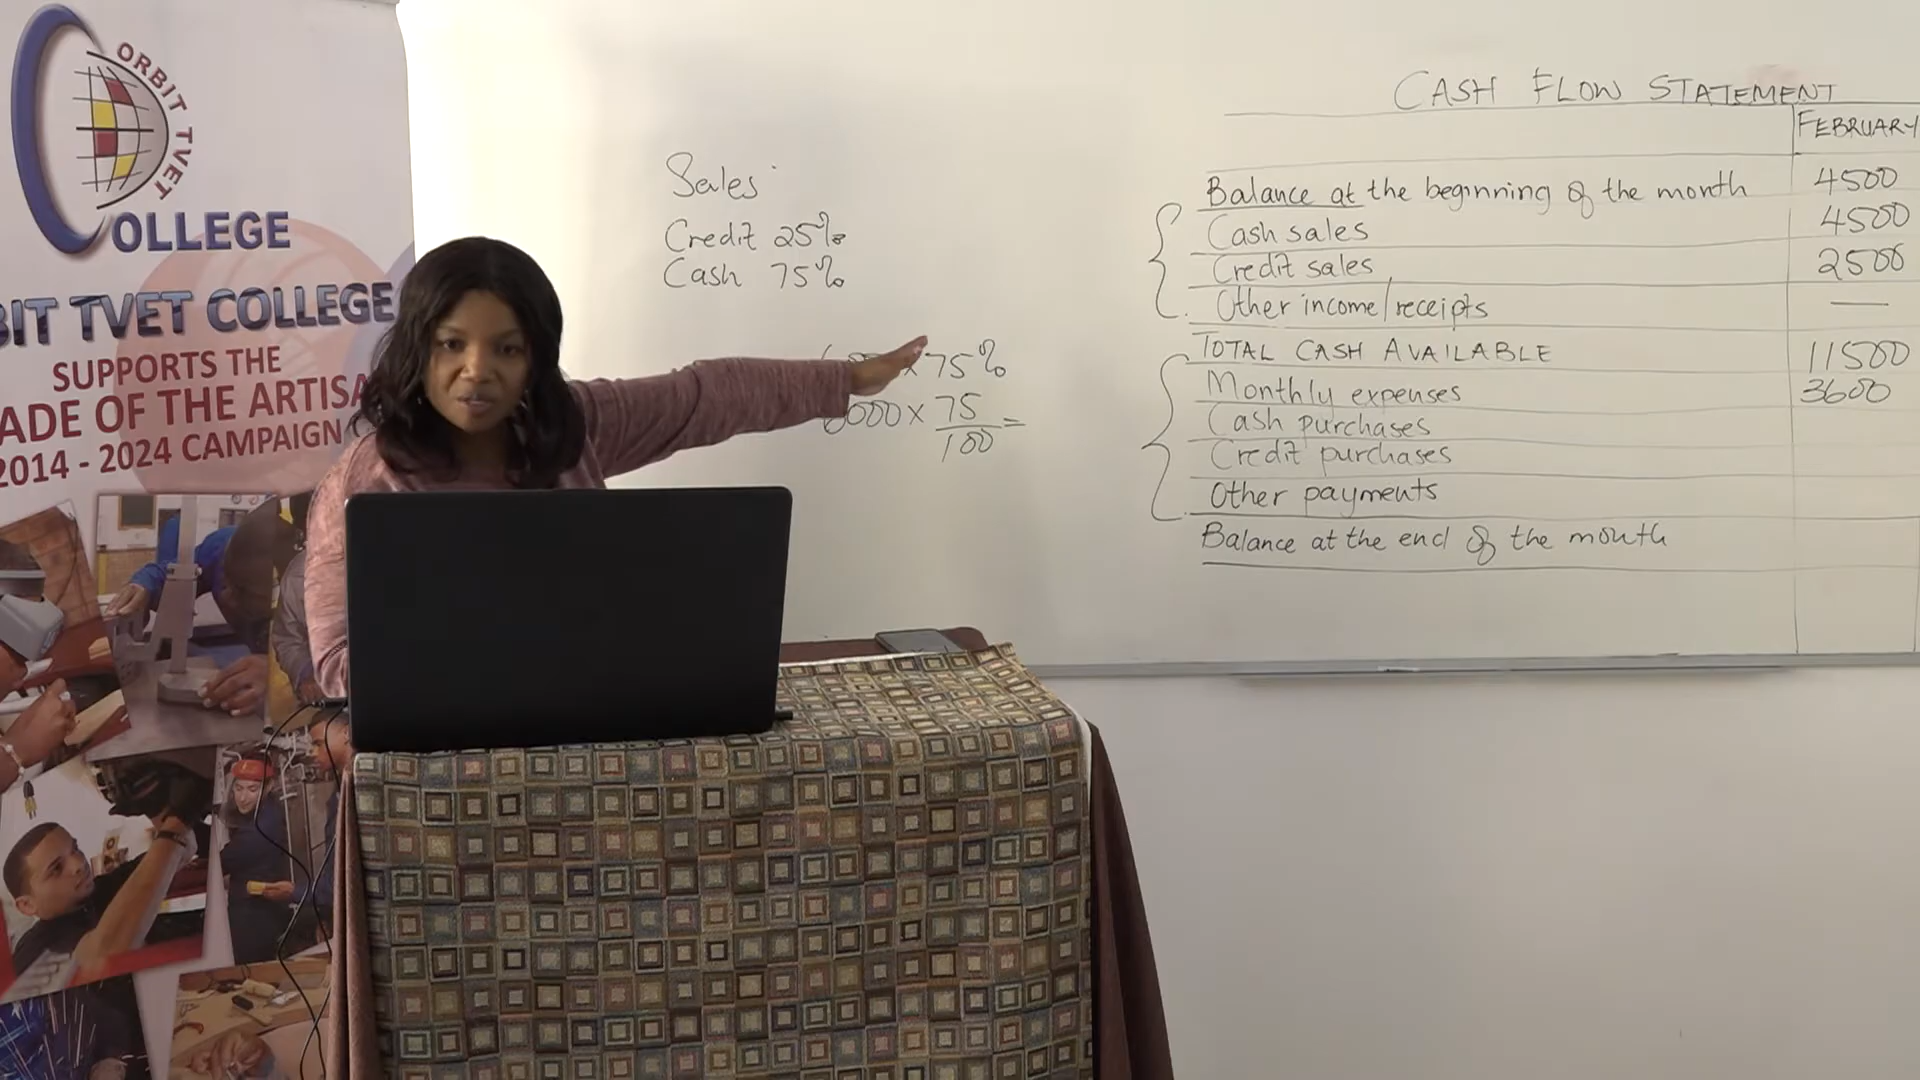 ORBIT TVET
COLLEGE
BIT TVET COLLEGE
SUPPORTS THE
ADE OF THE ARTISA
2014 - 2024 CAMPAIGN
Sales
Credit 25%
Cash 75%
× 75%
6000 × 75
100 =
CASH FLOW STATEMENT
FEBRUARY
Balance at the beginning of the month 4500
Cash sales 4500
Credit sales 2500
Other income/receipts —
TOTAL CASH AVAILABLE 11500
Monthly expenses 3600
Cash purchases
Credit purchases
Other payments
Balance at the end of the month